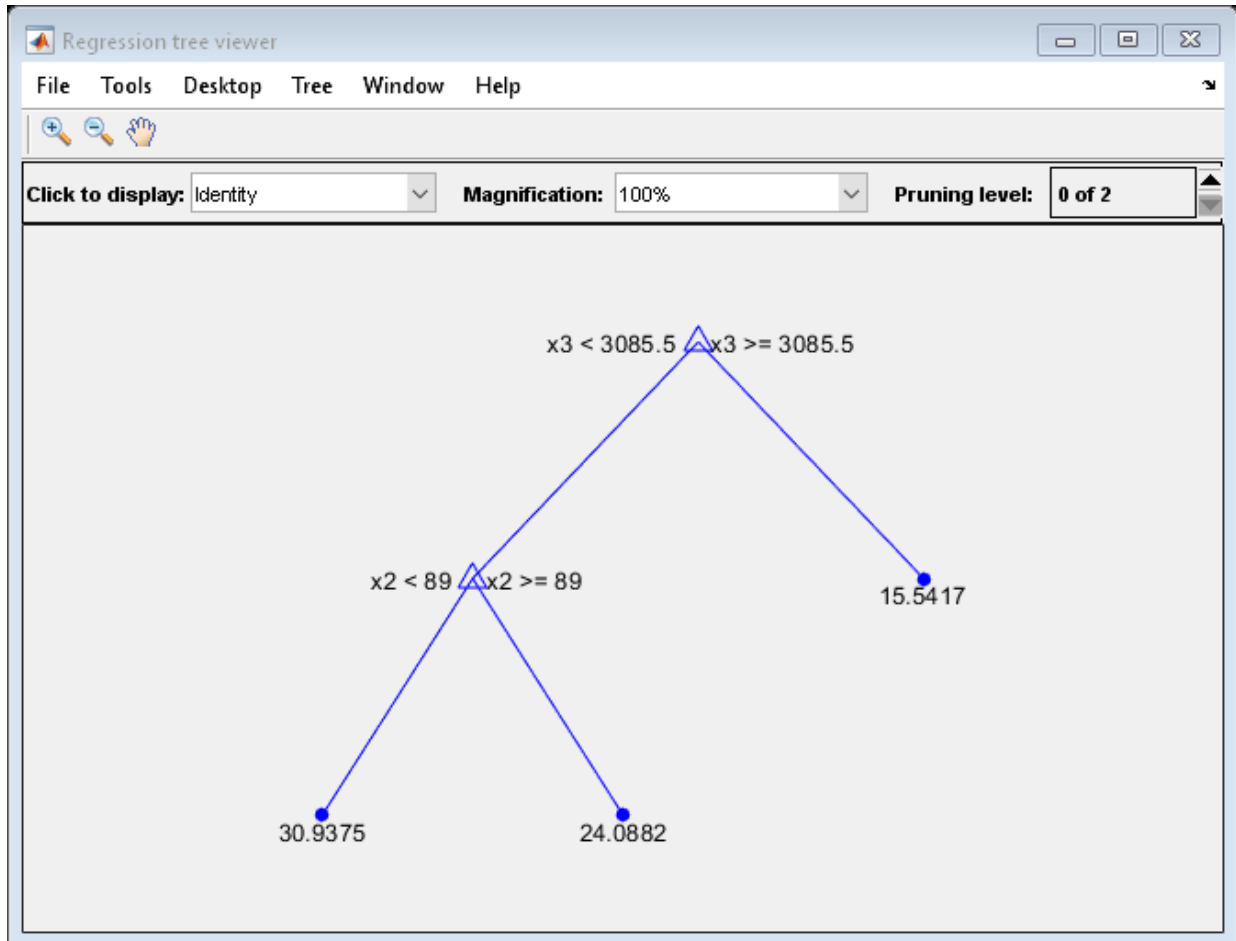 Regression tree viewer
File Tools Desktop Tree Window Help
Click to display: Identity Magnification: 100% Pruning level: 0 of 2
x3 < 3085.5 x3 >= 3085.5
x2 < 89 x2 >= 89
15.5417
30.9375 24.0882